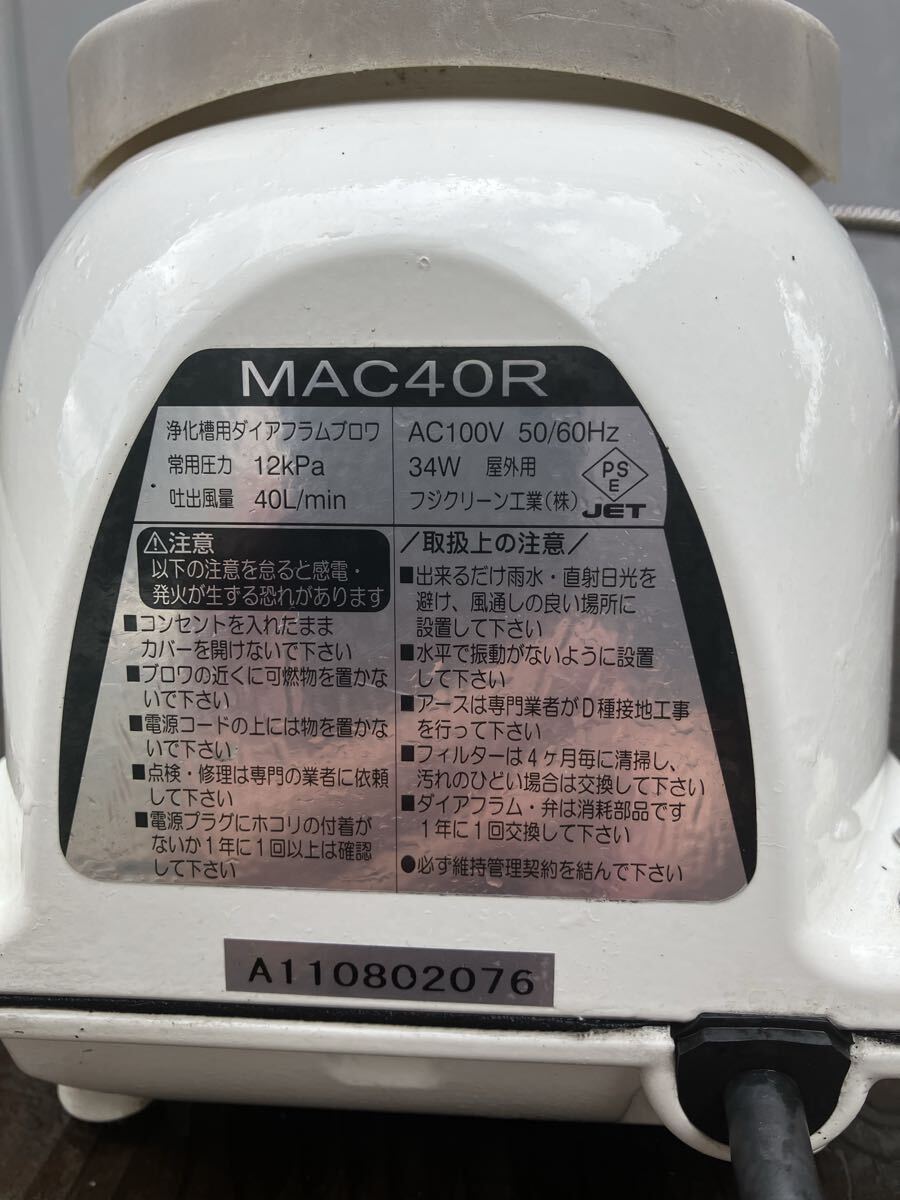 MAC40R
浄化槽用ダイアフラムブロワ
常用圧力 12kPa
吐出風量 40L/min
AC100V 50/60Hz
34W 屋外用
フジクリーン工業(株)
PS
E
JET
⚠注意
以下の注意を怠ると感電・
発火が生ずる恐れがあります
■コンセントを入れたまま
カバーを開けないで下さい
■ブロワの近くに可燃物を置かな
いで下さい
■電源コードの上には物を置かな
いで下さい
■点検・修理は専門の業者に依頼
して下さい
■電源プラグにホコリの付着が
ないか1年に1回以上は確認
して下さい
/取扱上の注意/
■出来るだけ雨水・直射日光を
避け、風通しの良い場所に
設置して下さい
■水平で振動がないように設置
して下さい
■アースは専門業者がD種接地工事
を行って下さい
■フィルターは4ヶ月毎に清掃し、
汚れのひどい場合は交換して下さい
■ダイアフラム・弁は消耗部品です
1年に1回交換して下さい
●必ず維持管理契約を結んで下さい
A110802076